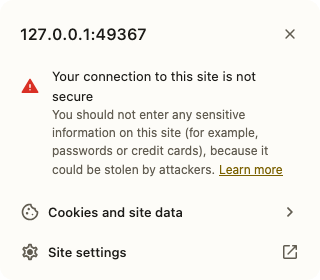 127.0.0.1:49367
Your connection to this site is not
secure
You should not enter any sensitive
information on this site (for example,
passwords or credit cards), because it
could be stolen by attackers. Learn more
Cookies and site data
Site settings